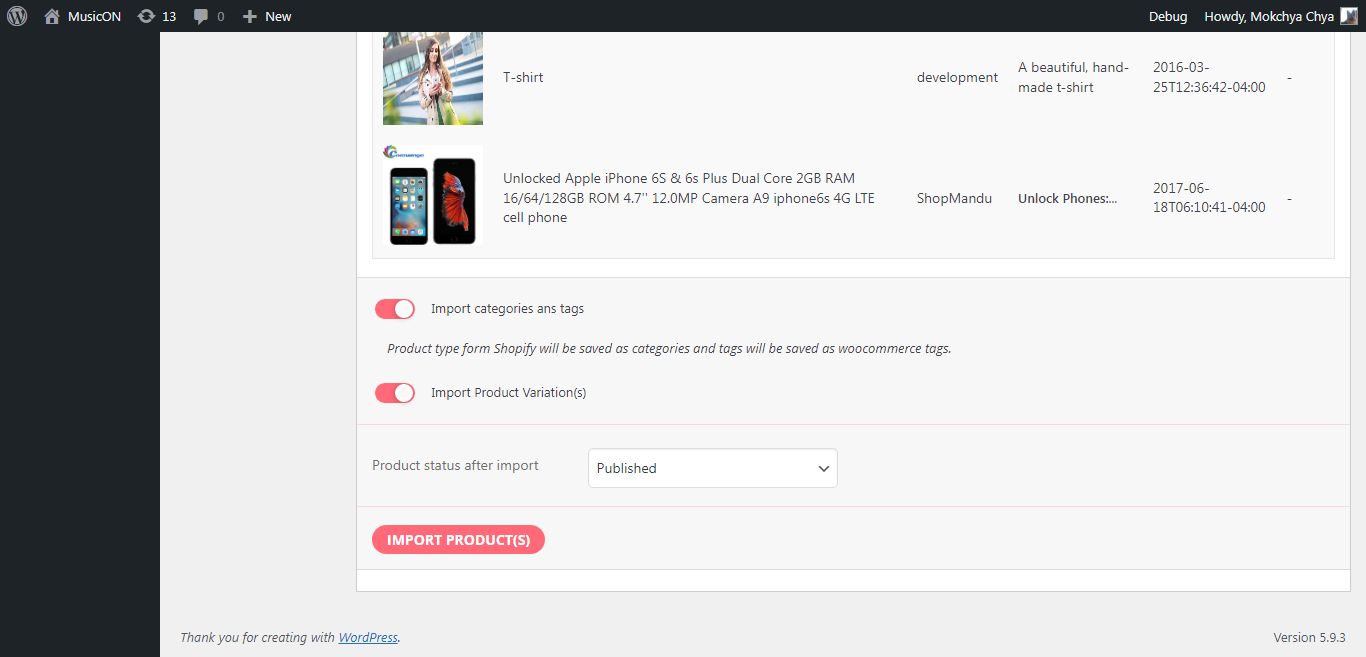 MusicON 13 0 New Debug Howdy, Mokchya Chya
T-shirt
development
A beautiful, hand-
made t-shirt
2016-03-
25T12:36:42-04:00
-
Unlocked Apple iPhone 6S & 6s Plus Dual Core 2GB RAM
16/64/128GB ROM 4.7'' 12.0MP Camera A9 iphone6s 4G LTE
cell phone
ShopMandu
Unlock Phones:...
2017-06-
18T06:10:41-04:00
-
Import categories ans tags
Product type form Shopify will be saved as categories and tags will be saved as woocommerce tags.
Import Product Variation(s)
Product status after import
Published
IMPORT PRODUCT(S)
Thank you for creating with WordPress.
Version 5.9.3